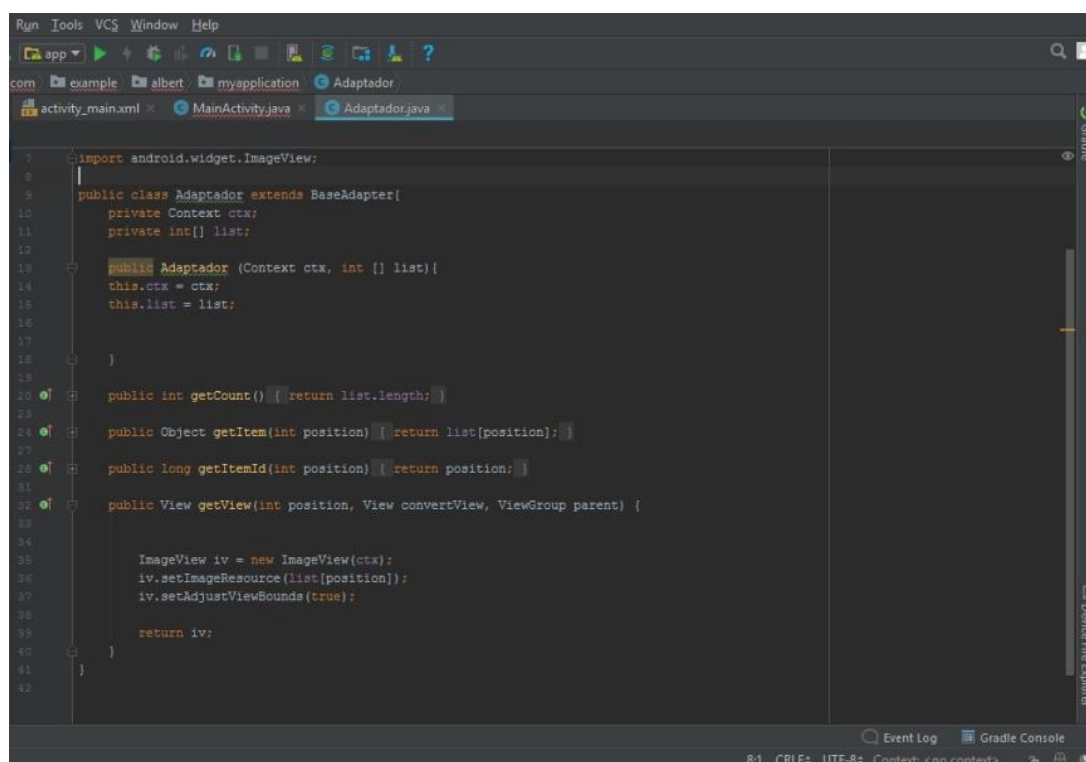 Run Tools VCS Window Help
app
com example albert myapplication Adaptador
activity_main.xml MainActivity.java Adaptador.java
7 import android.widget.ImageView;
8
9 public class Adaptador extends BaseAdapter{
10 private Context ctx;
11 private int[] list;
12
13 public Adaptador (Context ctx, int [] list){
14 this.ctx = ctx;
15 this.list = list;
16
17
18 }
19
20 public int getCount() { return list.length; }
23
24 public Object getItem(int position) { return list[position]; }
27
28 public long getItemId(int position) { return position; }
31
32 public View getView(int position, View convertView, ViewGroup parent) {
33
34
35 ImageView iv = new ImageView(ctx);
36 iv.setImageResource(list[position]);
37 iv.setAdjustViewBounds(true);
38
39 return iv;
40 }
41 }
42
Gradle
Device File Explorer
Event Log Gradle Console
8:1 CRLF÷ UTF-8÷ Context: <no context>